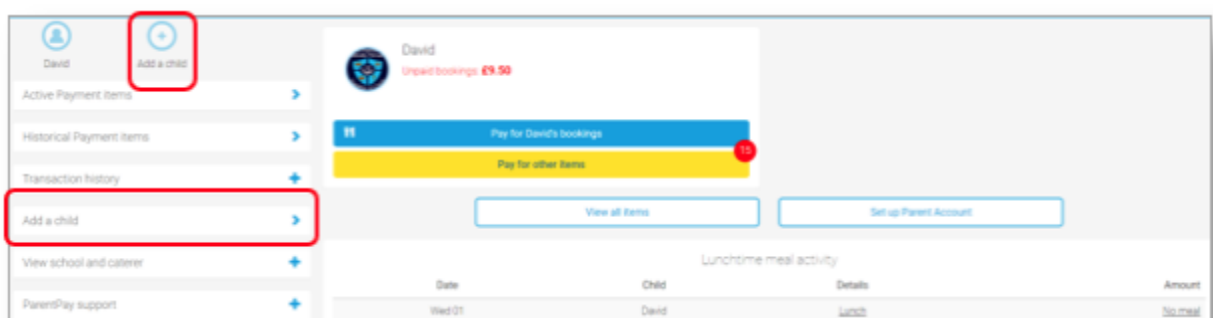 David
Add a child
Active Payment items
Historical Payment items
Transaction history
Add a child
View school and caterer
ParentPay support
David
Unpaid bookings: £9.50
Pay for David's bookings
15
Pay for other items
View all items
Set up Parent Account
Lunchtime meal activity
Date Child Details Amount
Wed 01 David Lunch No meal